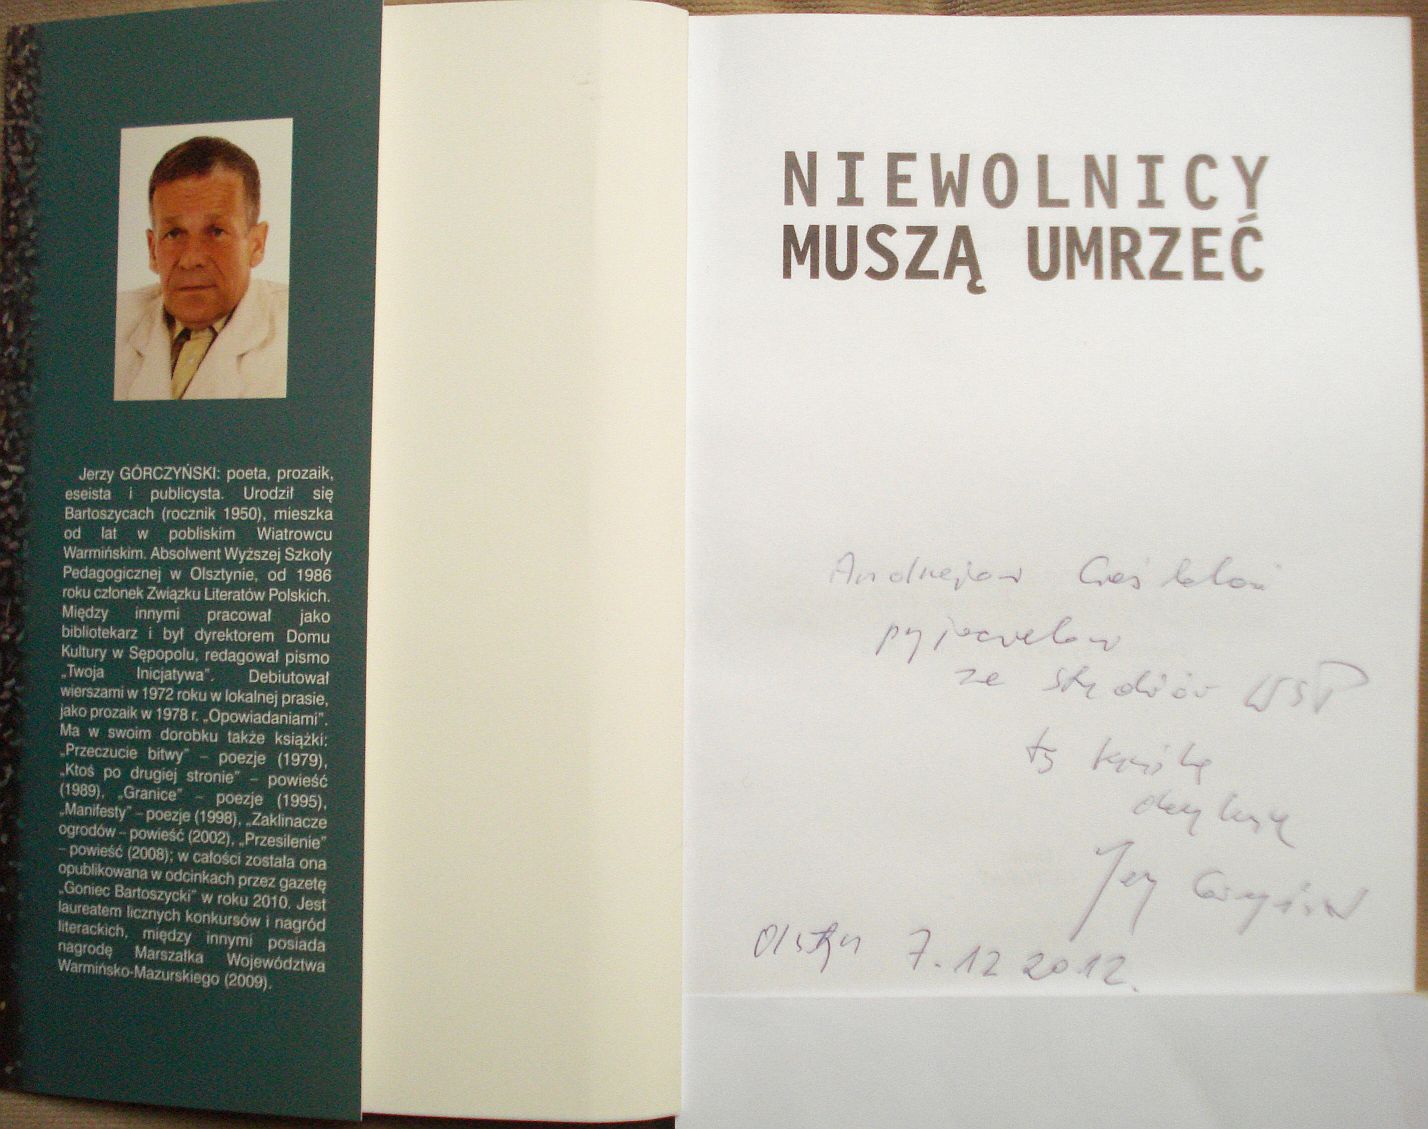 Jerzy GÓRCZYŃSKI: poeta, prozaik,
eseista i publicysta. Urodził się
Bartoszycach (rocznik 1950), mieszka
od lat w pobliskim Wiatrowcu
Warmińskim. Absolwent Wyższej Szkoły
Pedagogicznej w Olsztynie, od 1986
roku członek Związku Literatów Polskich.
Między innymi pracował jako
bibliotekarz i był dyrektorem Domu
Kultury w Sępopolu, redagował pismo
„Twoja Inicjatywa”. Debiutował
wierszami w 1972 roku w lokalnej prasie,
jako prozaik w 1978 r. „Opowiadaniami”.
Ma w swoim dorobku także książki:
„Przeczucie bitwy” – poezje (1979),
„Ktoś po drugiej stronie” – powieść
(1989), „Granice” – poezje (1995),
„Manifesty” – poezje (1998), „Zaklinacze
ogrodów – powieść (2002), „Przesilenie”
– powieść (2008); w całości została ona
opublikowana w odcinkach przez gazetę
„Goniec Bartoszycki” w roku 2010. Jest
laureatem licznych konkursów i nagród
literackich, między innymi posiada
nagrodę Marszałka Województwa
Warmińsko-Mazurskiego (2009).
NIEWOLNICY
MUSZĄ UMRZEĆ
Andrzejowi
przyjacielowi
ze studiów WSP
tę książkę
dedykuję
Jerzy Górczyński
Olsztyn 7.12 2012.